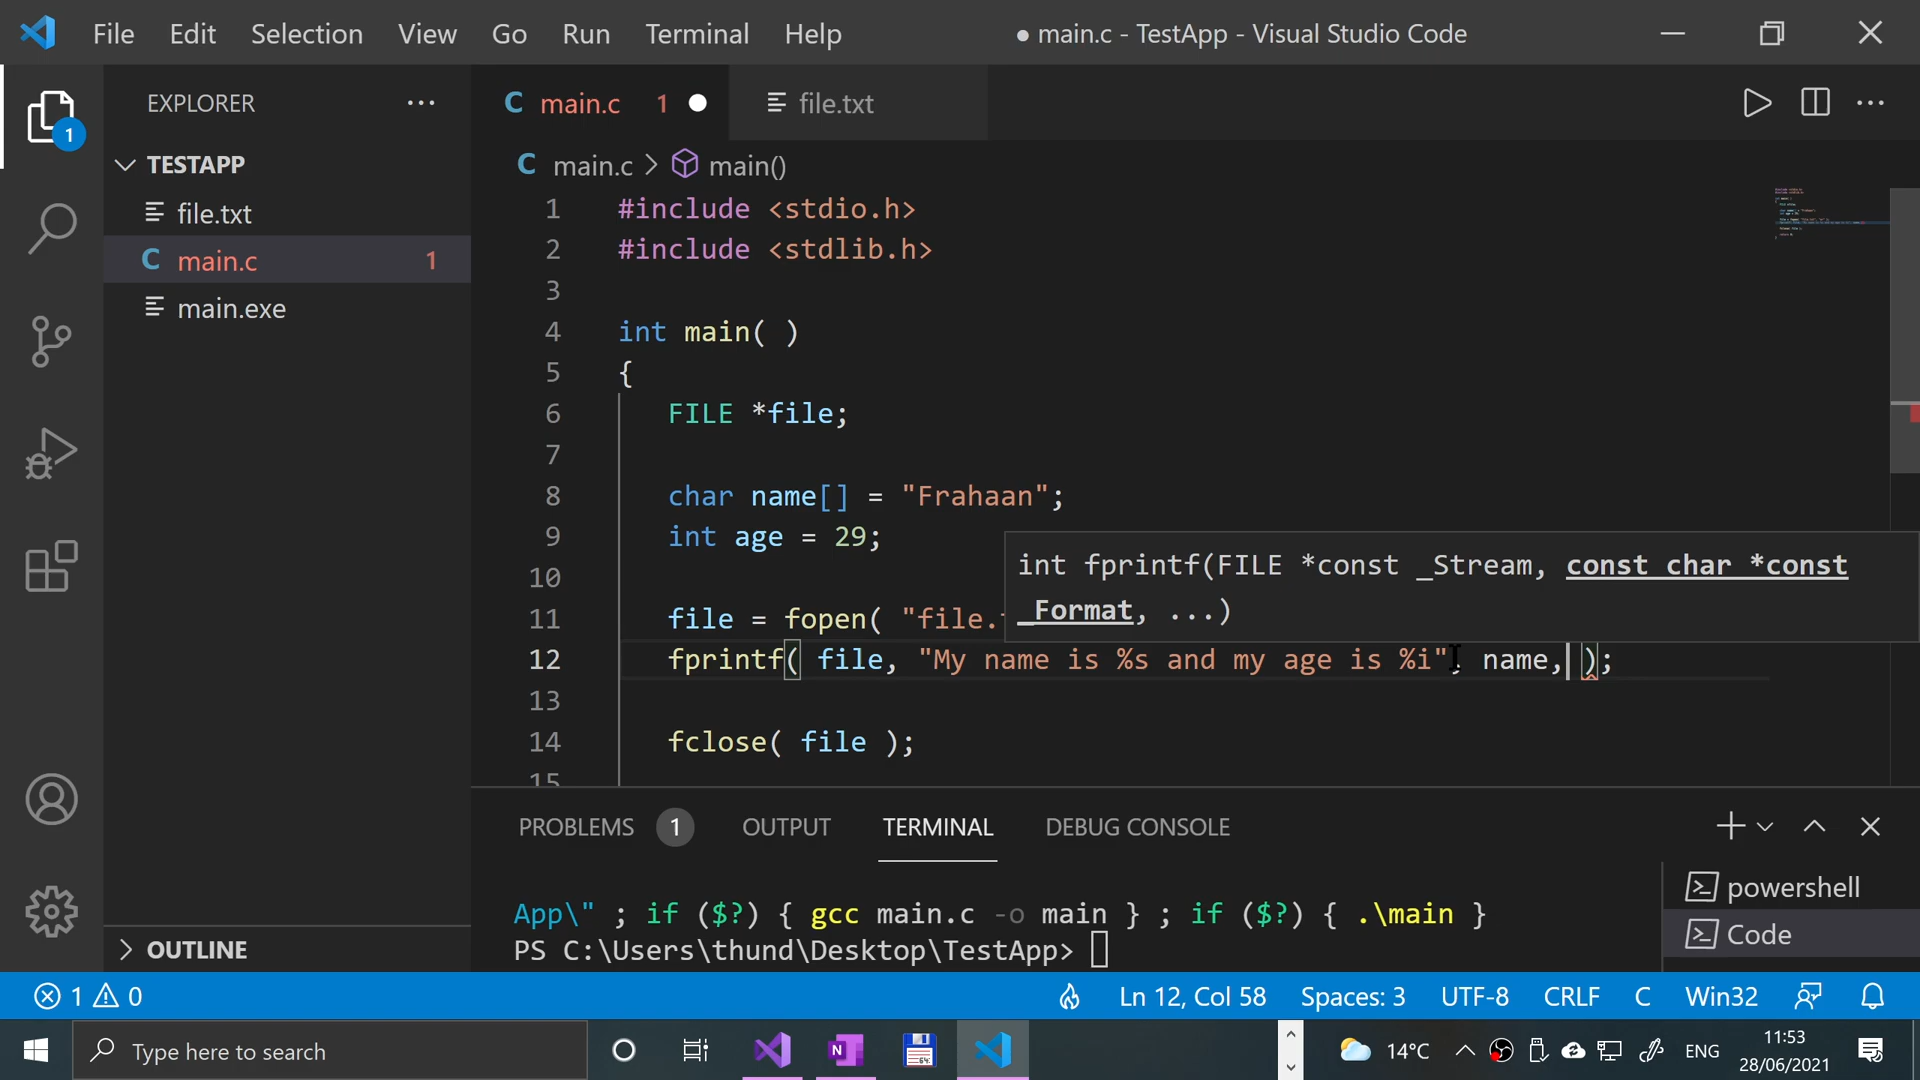 File Edit Selection View Go Run Terminal Help ● main.c - TestApp - Visual Studio Code
EXPLORER ···
TESTAPP
file.txt
C main.c 1
main.exe
OUTLINE
1
C main.c 1 ●
file.txt
C main.c > main()
1 #include <stdio.h>
2 #include <stdlib.h>
3
4 int main( )
5 {
6 FILE *file;
7
8 char name[] = "Frahaan";
9 int age = 29;
10
int fprintf(FILE *const _Stream, const char *const
_Format, ...)
11 file = fopen( "file.
12 fprintf( file, "My name is %s and my age is %i", name, );
13
14 fclose( file );
15
PROBLEMS 1 OUTPUT TERMINAL DEBUG CONSOLE
App\" ; if ($?) { gcc main.c -o main } ; if ($?) { .\main }
PS C:\Users\thund\Desktop\TestApp>
powershell
Code
1 0 Ln 12, Col 58 Spaces: 3 UTF-8 CRLF C Win32
Type here to search
N
64
14°C ENG
11:53
28/06/2021